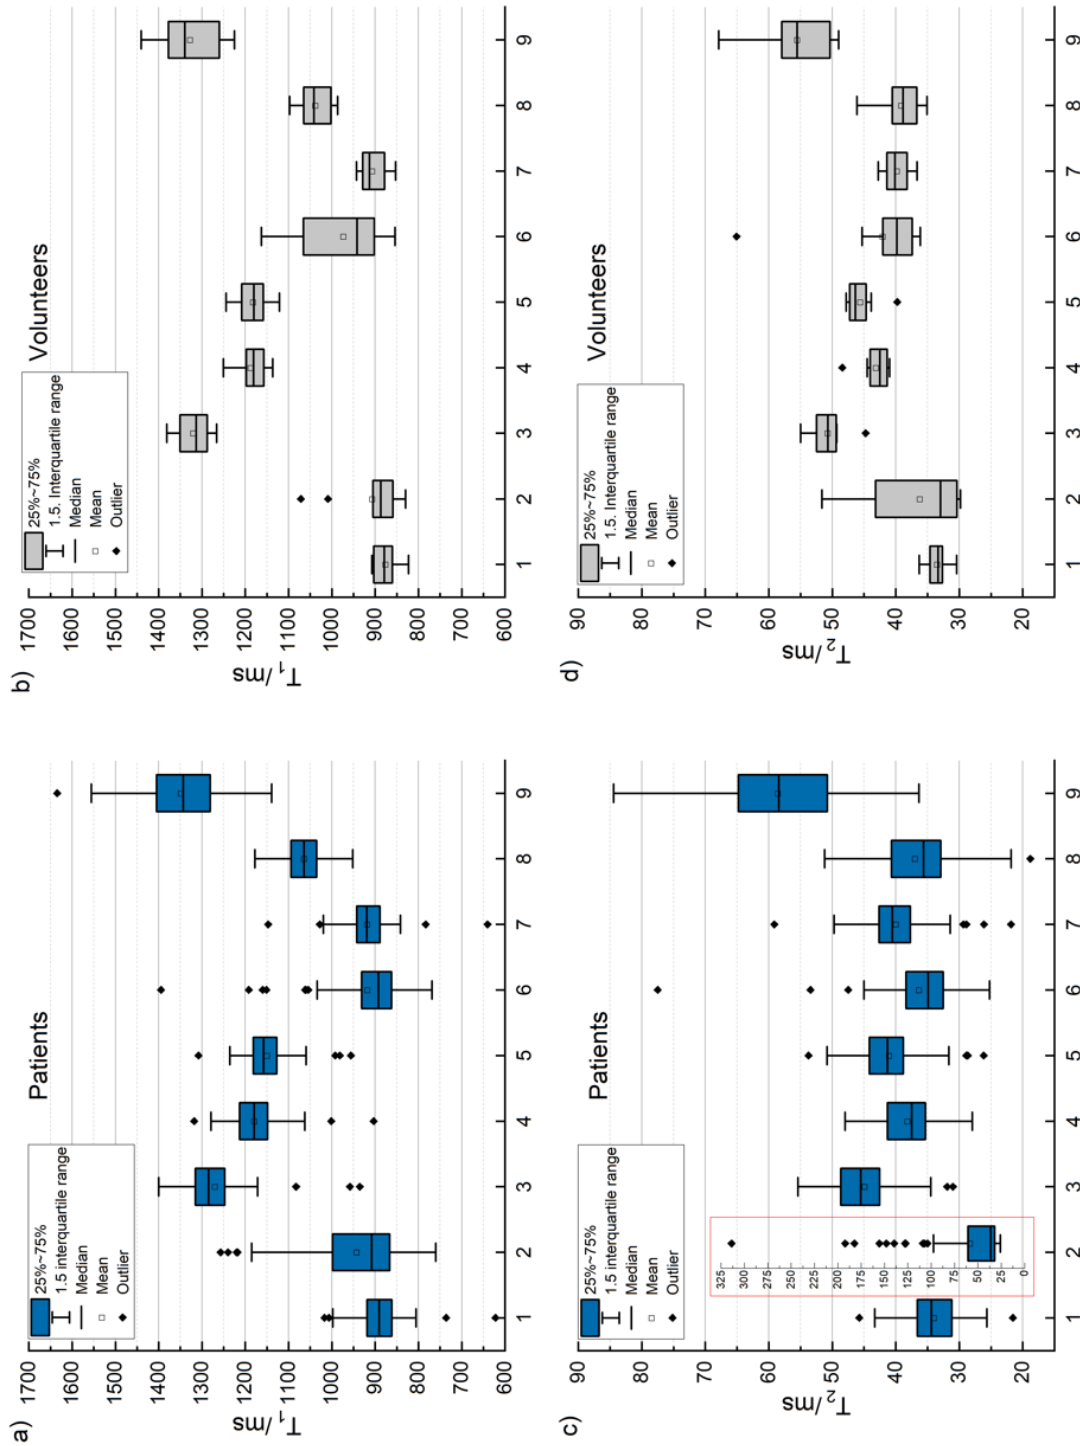 a)
Patients
25%~75%
1.5 interquartile range
Median
Mean
Outlier
T1/ms
1700
1600
1500
1400
1300
1200
1100
1000
900
800
700
600
1 2 3 4 5 6 7 8 9
b)
Volunteers
25%~75%
1.5. Interquartile range
Median
Mean
Outlier
T1/ms
1700
1600
1500
1400
1300
1200
1100
1000
900
800
700
600
1 2 3 4 5 6 7 8 9
c)
Patients
25%~75%
1.5 interquartile range
Median
Mean
Outlier
T2/ms
90
80
70
60
50
40
30
20
325
300
275
250
225
200
175
150
125
100
75
50
25
0
1 2 3 4 5 6 7 8 9
d)
Volunteers
25%~75%
1.5. Interquartile range
Median
Mean
Outlier
T2/ms
90
80
70
60
50
40
30
20
1 2 3 4 5 6 7 8 9